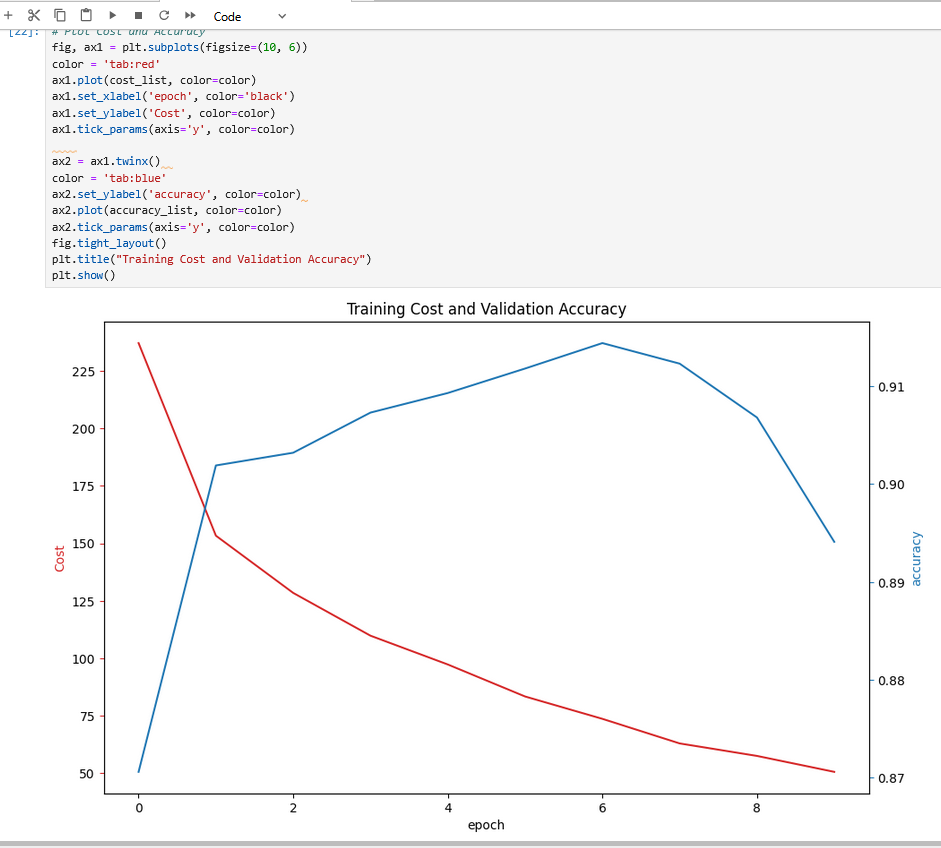 Code
[22]:
# Plot Cost and Accuracy
fig, ax1 = plt.subplots(figsize=(10, 6))
color = 'tab:red'
ax1.plot(cost_list, color=color)
ax1.set_xlabel('epoch', color='black')
ax1.set_ylabel('Cost', color=color)
ax1.tick_params(axis='y', color=color)
ax2 = ax1.twinx()
color = 'tab:blue'
ax2.set_ylabel('accuracy', color=color)
ax2.plot(accuracy_list, color=color)
ax2.tick_params(axis='y', color=color)
fig.tight_layout()
plt.title("Training Cost and Validation Accuracy")
plt.show()
Training Cost and Validation Accuracy
225
200
175
150
125
100
75
50
Cost
0.91
0.90
0.89
0.88
0.87
accuracy
0 2 4 6 8
epoch